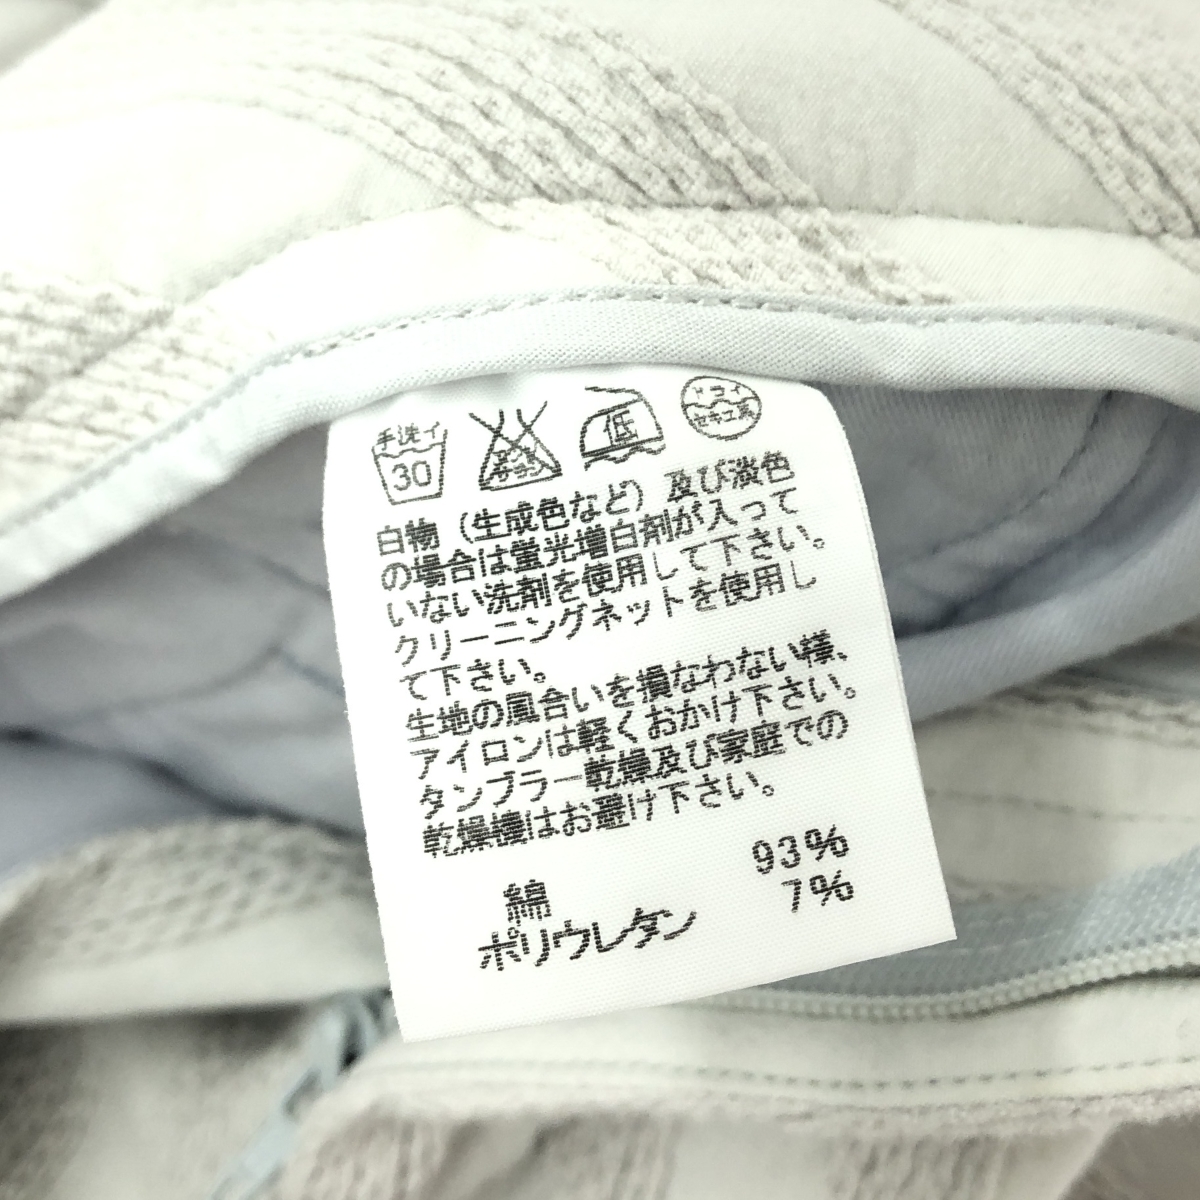 手洗イ
30
エンソ
サラシ
低
ドライ
セキユ系
白物（生成色など）及び淡色
の場合は蛍光増白剤が入って
いない洗剤を使用して下さい。
クリーニングネットを使用し
て下さい。
生地の風合いを損なわない様、
アイロンは軽くおかけ下さい。
タンブラー乾燥及び家庭での
乾燥機はお避け下さい。
綿 93%
ポリウレタン 7%